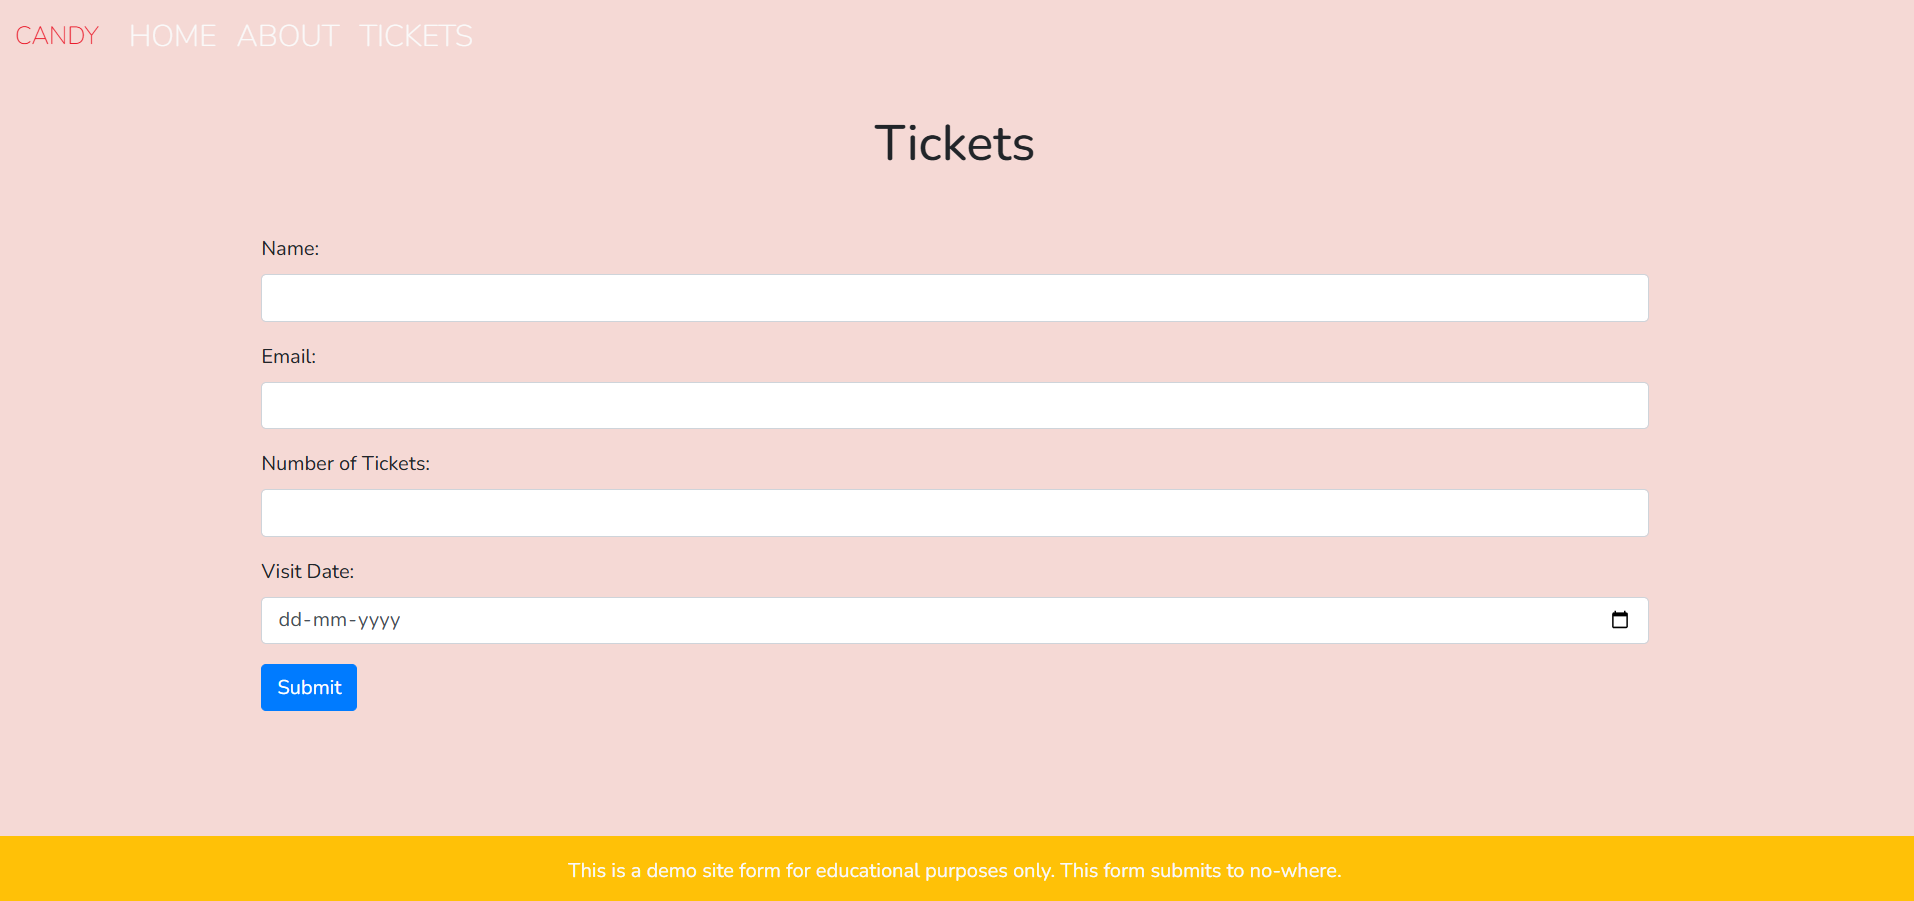 CANDY HOME ABOUT TICKETS
Tickets
Name:
Email:
Number of Tickets:
Visit Date:
dd-mm-yyyy
Submit
This is a demo site form for educational purposes only. This form submits to no-where.